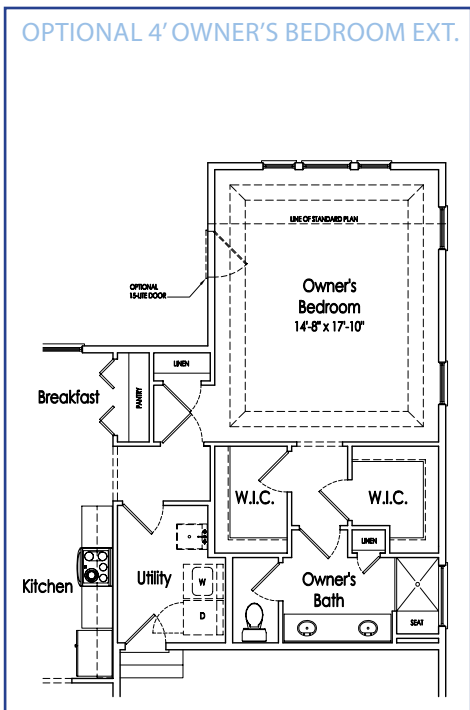 OPTIONAL 4' OWNER'S BEDROOM EXT.
LINE OF STANDARD PLAN
OPTIONAL
15-LITE DOOR
Owner's
Bedroom
14'-8" x 17'-10"
LINEN
Breakfast
PANTRY
W.I.C.
W.I.C.
LINEN
Kitchen
Utility
W
D
Owner's
Bath
SEAT